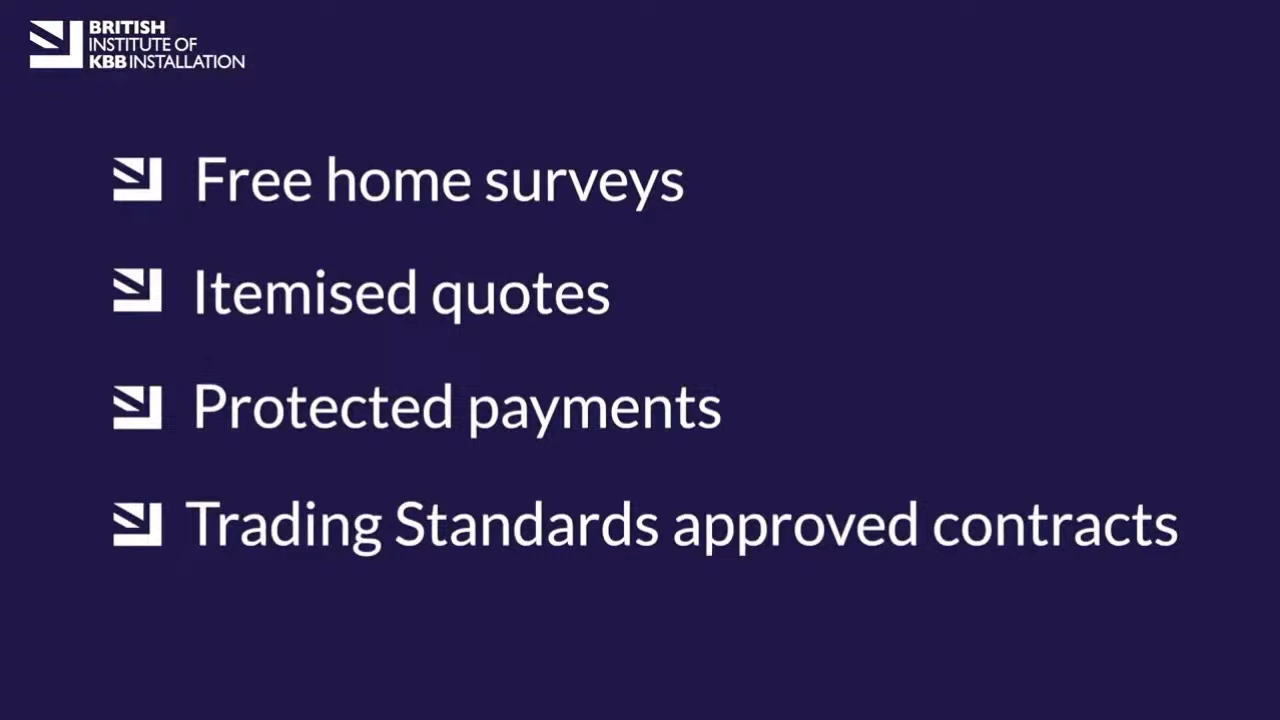 BRITISH
INSTITUTE OF
KBB INSTALLATION
Free home surveys
Itemised quotes
Protected payments
Trading Standards approved contracts